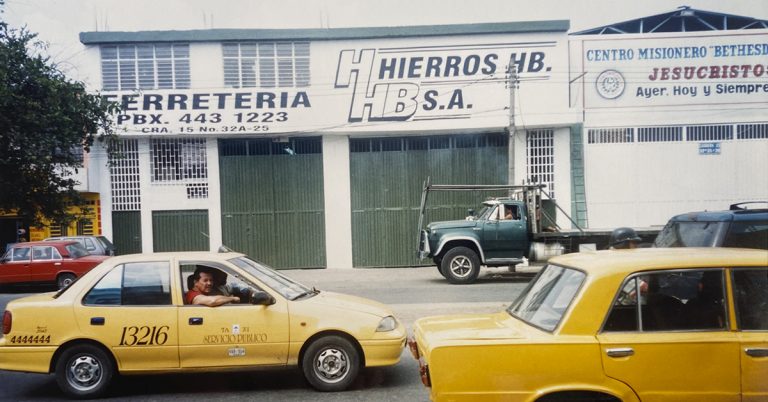 HIERROS HB.
HB S.A.
FERRETERIA
PBX. 443 1223
CRA. 15 No. 32A-25
CENTRO MISIONERO "BETHESD
JESUCRISTO
Ayer, Hoy y Siempre
4444444
13216
SERVICIO PUBLICO